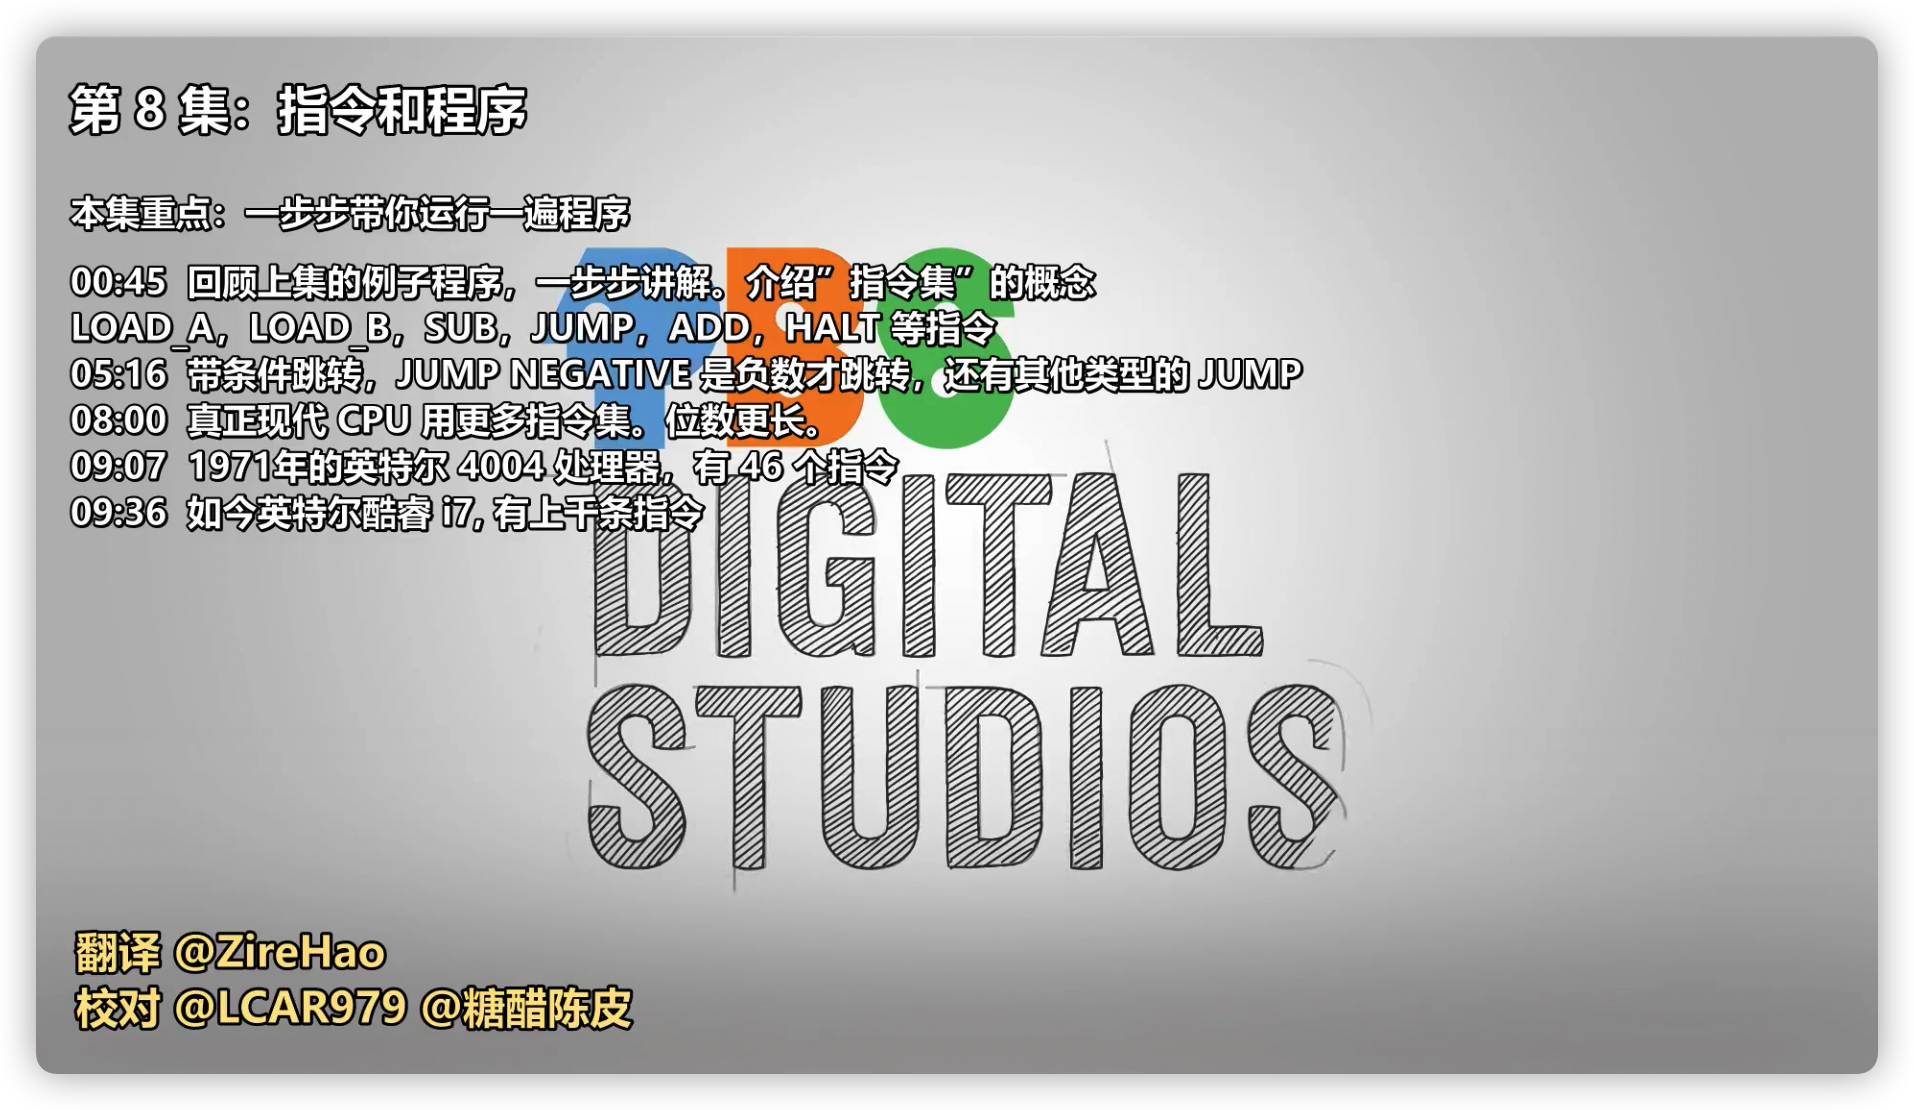 第 8 集：指令和程序
本集重点：一步步带你运行一遍程序
00:45 回顾上集的例子程序，一步步讲解。介绍”指令集”的概念
LOAD_A，LOAD_B，SUB，JUMP，ADD，HALT 等指令
05:16 带条件跳转，JUMP NEGATIVE 是负数才跳转，还有其他类型的 JUMP
08:00 真正现代 CPU 用更多指令集。位数更长。
09:07 1971年的英特尔 4004 处理器，有 46 个指令
09:36 如今英特尔酷睿 i7, 有上千条指令
PBS
DIGITAL
STUDIOS
翻译 @ZireHao
校对 @LCAR979 @糖醋陈皮